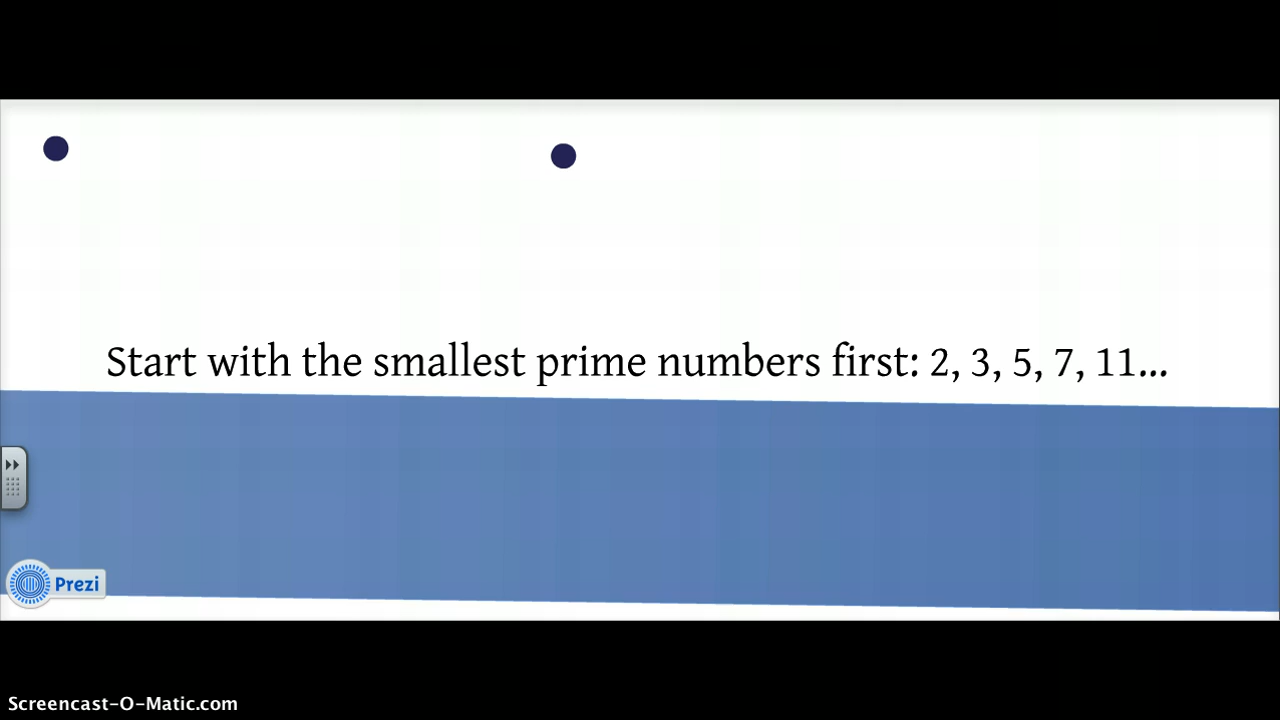 Start with the smallest prime numbers first: 2, 3, 5, 7, 11...
Prezi
Screencast-O-Matic.com